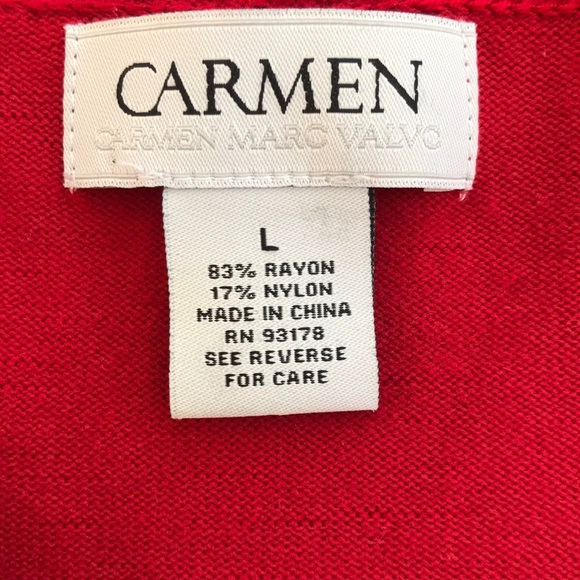 CARMEN
CARMEN MARC VALVO
L
83% RAYON
17% NYLON
MADE IN CHINA
RN 93178
SEE REVERSE
FOR CARE